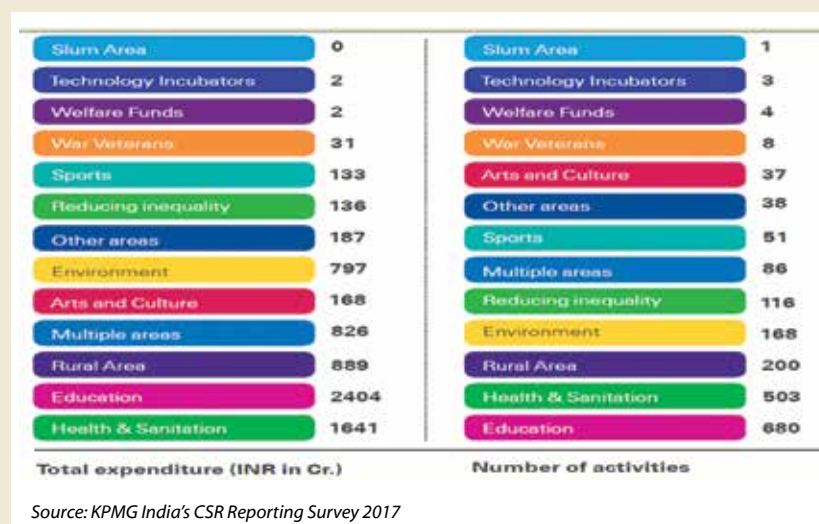 Slum Area 0
Technology Incubators 2
Welfare Funds 2
War Veterans 31
Sports 133
Reducing inequality 136
Other areas 187
Environment 797
Arts and Culture 168
Multiple areas 826
Rural Area 889
Education 2404
Health & Sanitation 1641
Total expenditure (INR in Cr.)
Slum Area 1
Technology Incubators 3
Welfare Funds 4
War Veterans 8
Arts and Culture 37
Other areas 38
Sports 51
Multiple areas 86
Reducing inequality 116
Environment 168
Rural Area 200
Health & Sanitation 503
Education 680
Number of activities
Source: KPMG India's CSR Reporting Survey 2017